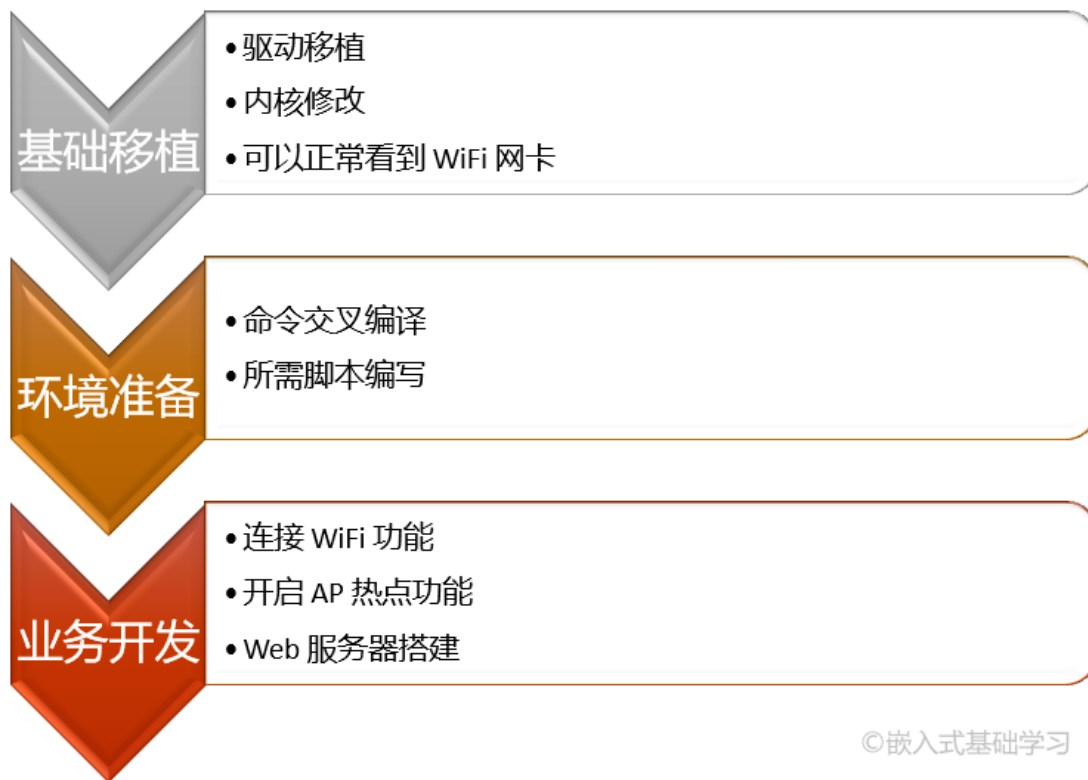 基础移植
• 驱动移植
• 内核修改
• 可以正常看到 WiFi 网卡
环境准备
• 命令交叉编译
• 所需脚本编写
业务开发
• 连接 WiFi 功能
• 开启 AP 热点功能
• Web 服务器搭建
©嵌入式基础学习